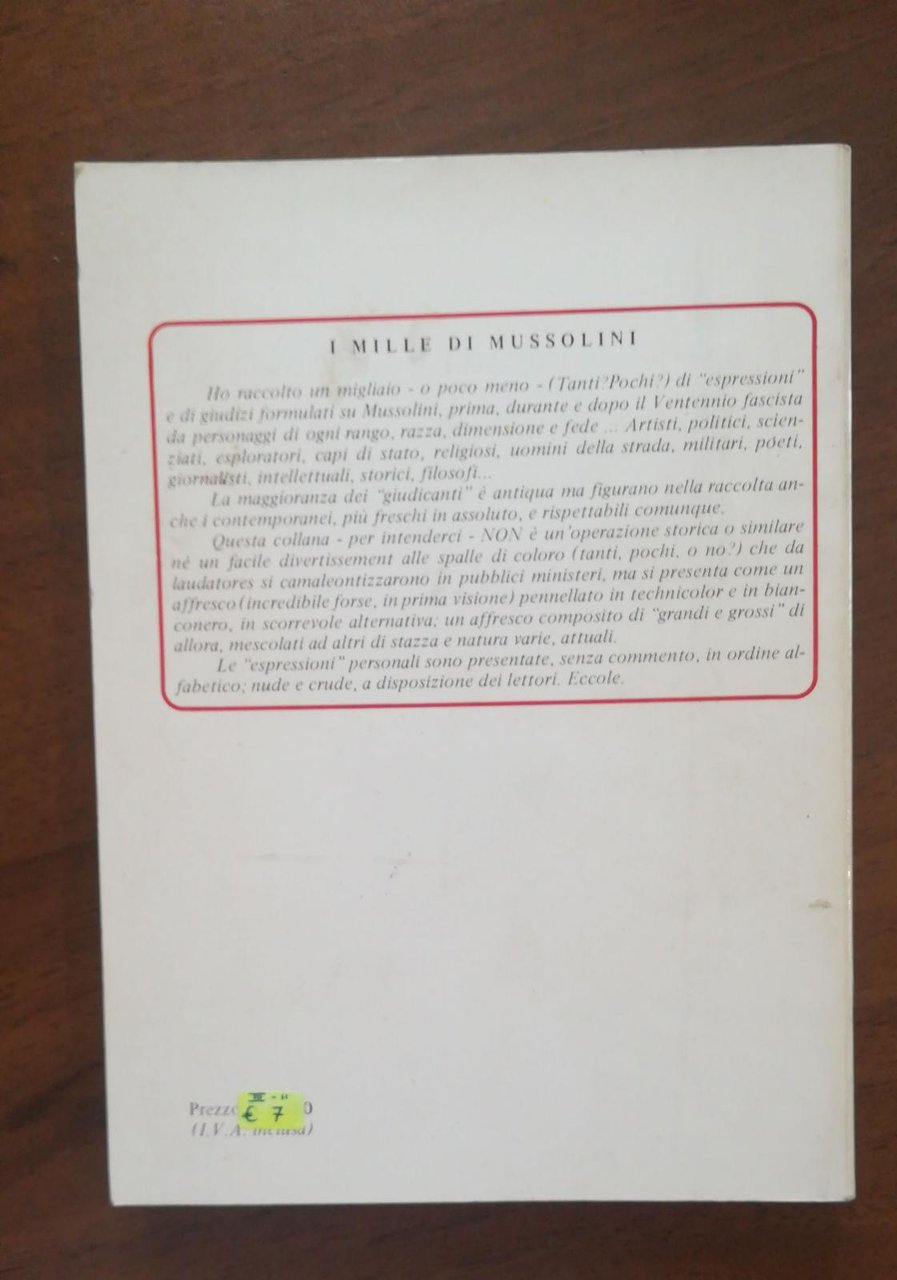 I MILLE DI MUSSOLINI
Ho raccolto un migliaio - o poco meno - (Tanti?Pochi?) di "espressioni"
e di giudizi formulati su Mussolini, prima, durante e dopo il Ventennio fascista
da personaggi di ogni rango, razza, dimensione e fede ... Artisti, politici, scien-
ziati, esploratori, capi di stato, religiosi, uomini della strada, militari, poeti,
giornalisti, intellettuali, storici, filosofi...
La maggioranza dei "giudicanti" é antiqua ma figurano nella raccolta an-
che i contemporanei, più freschi in assoluto, e rispettabili comunque.
Questa collana - per intenderci - NON é un'operazione storica o similare
né un facile divertissement alle spalle di coloro (tanti, pochi, o no?) che da
laudatores si camaleontizzarono in pubblici ministeri, ma si presenta come un
affresco (incredibile forse, in prima visione) pennellato in technicolor e in bian-
conero, in scorrevole alternativa; un affresco composito di "grandi e grossi" di
allora, mescolati ad altri di stazza e natura varie, attuali.
Le "espressioni" personali sono presentate, senza commento, in ordine al-
fabetico; nude e crude, a disposizione dei lettori. Eccole.
III - "
Prezzo € 7 0
(I.V.A. inclusa)